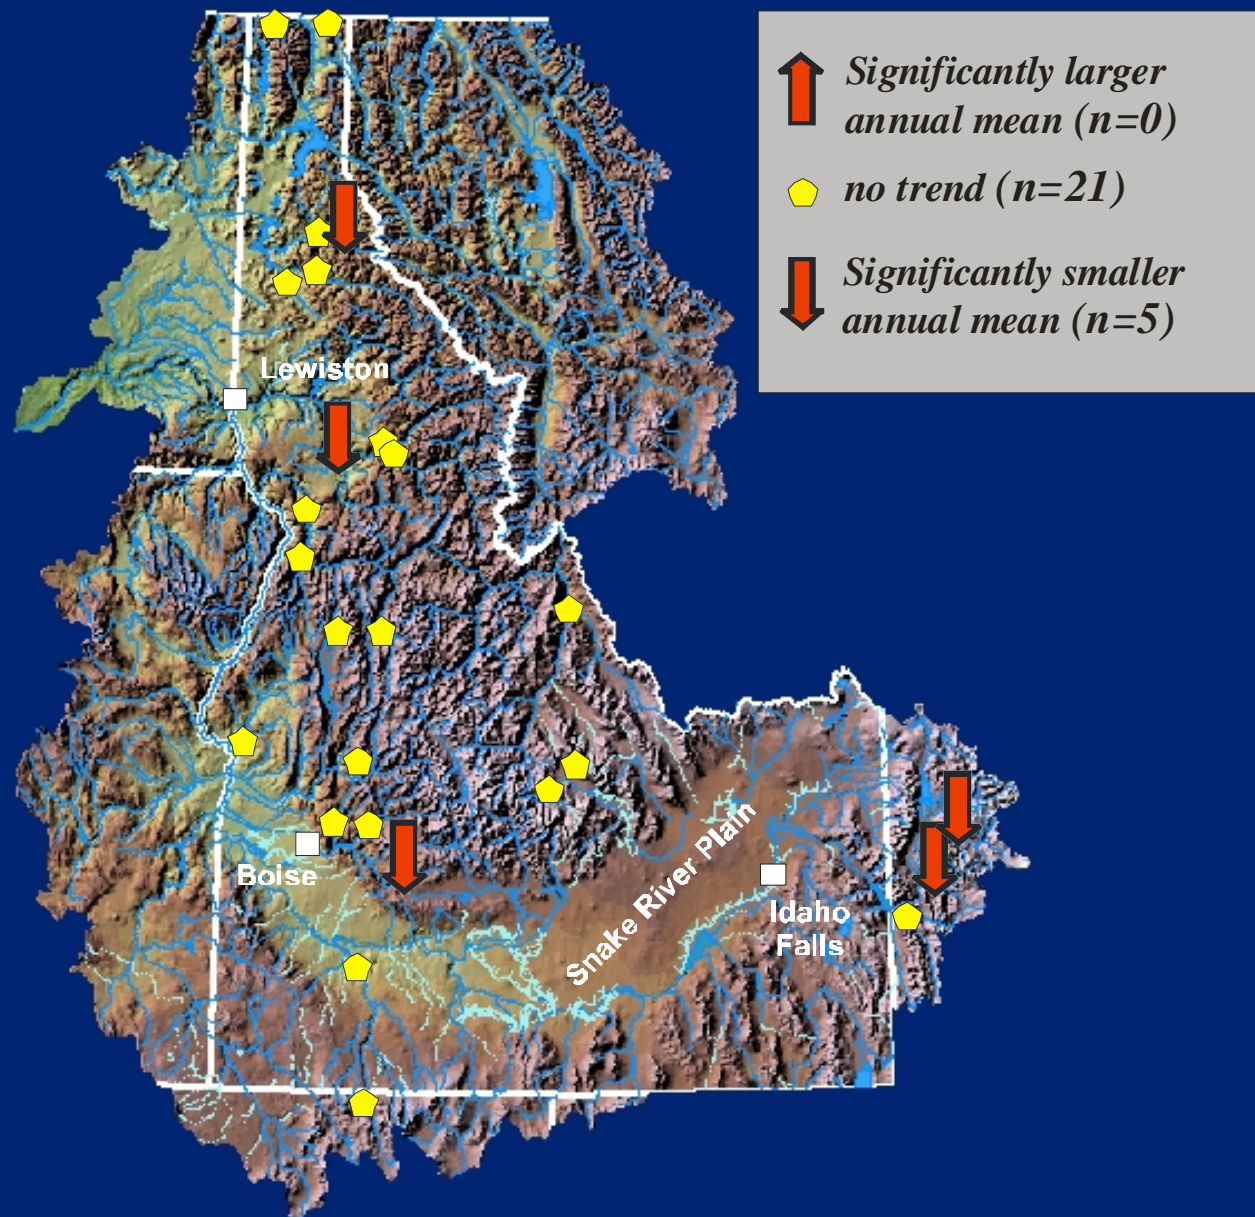 Significantly larger
annual mean (n=0)
no trend (n=21)
Significantly smaller
annual mean (n=5)
Lewiston
Boise
Snake River Plain
Idaho
Falls